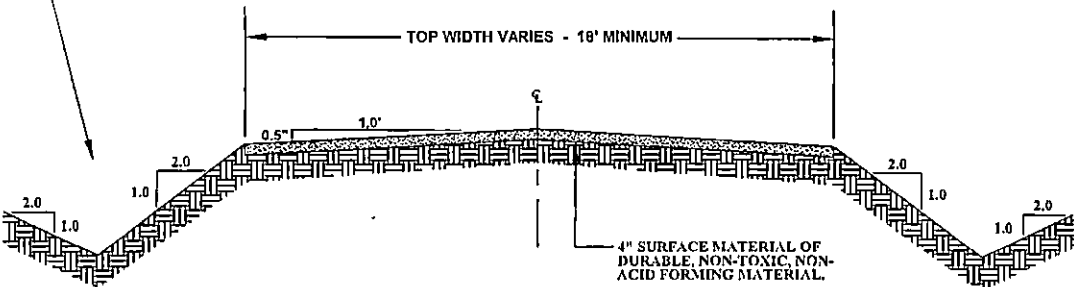 TOP WIDTH VARIES - 16' MINIMUM
℄
0.5" 1.0'
2.0 2.0
1.0 1.0
2.0 2.0
1.0 1.0
4" SURFACE MATERIAL OF
DURABLE, NON-TOXIC, NON-
ACID FORMING MATERIAL.